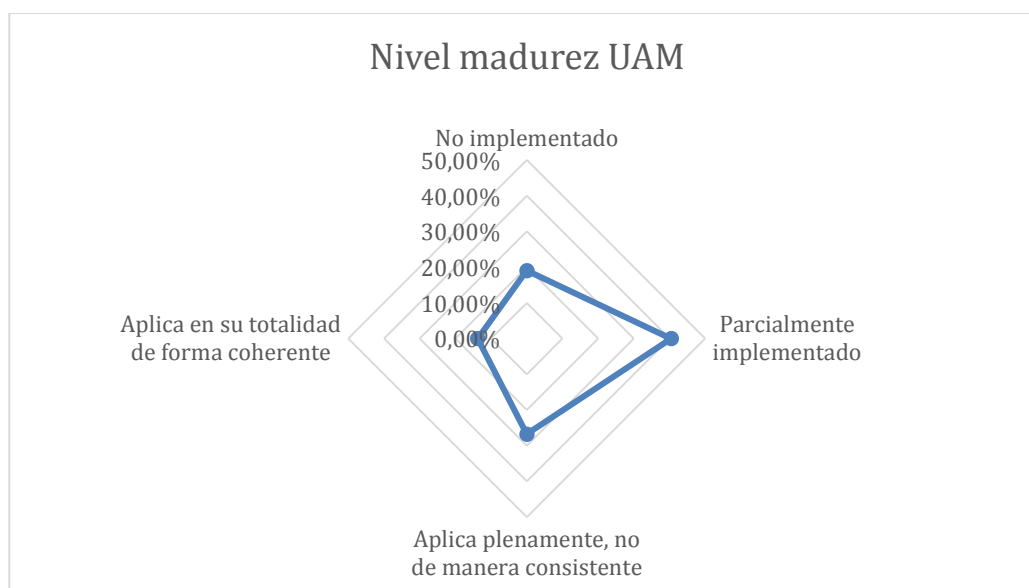 Nivel madurez UAM
No implementado
50,00%
40,00%
30,00%
20,00%
10,00%
0,00%
Aplica en su totalidad
de forma coherente
Parcialmente
implementado
Aplica plenamente, no
de manera consistente